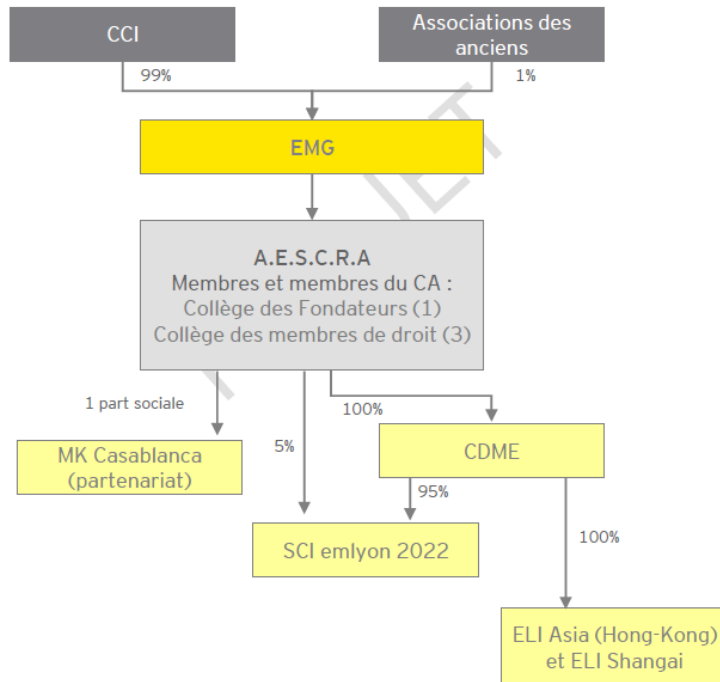 CCI
Associations des
anciens
99%
1%
EMG
A.E.S.C.R.A
Membres et membres du CA :
Collège des Fondateurs (1)
Collège des membres de droit (3)
1 part sociale
100%
MK Casablanca
(partenariat)
5%
CDME
95%
SCI emlyon 2022
100%
ELI Asia (Hong-Kong)
et ELI Shangai